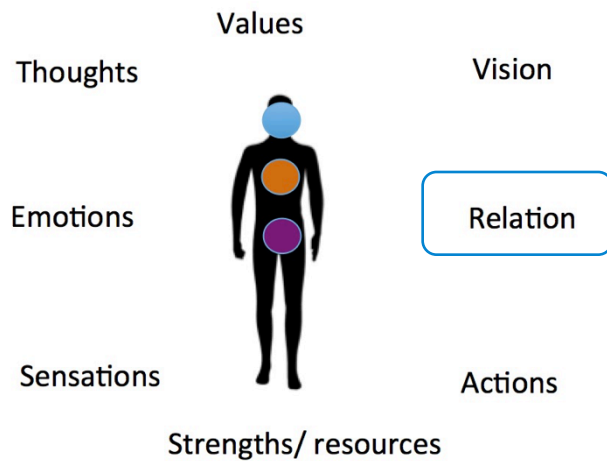 Values
Thoughts
Vision
Emotions
Relation
Sensations
Actions
Strengths/ resources